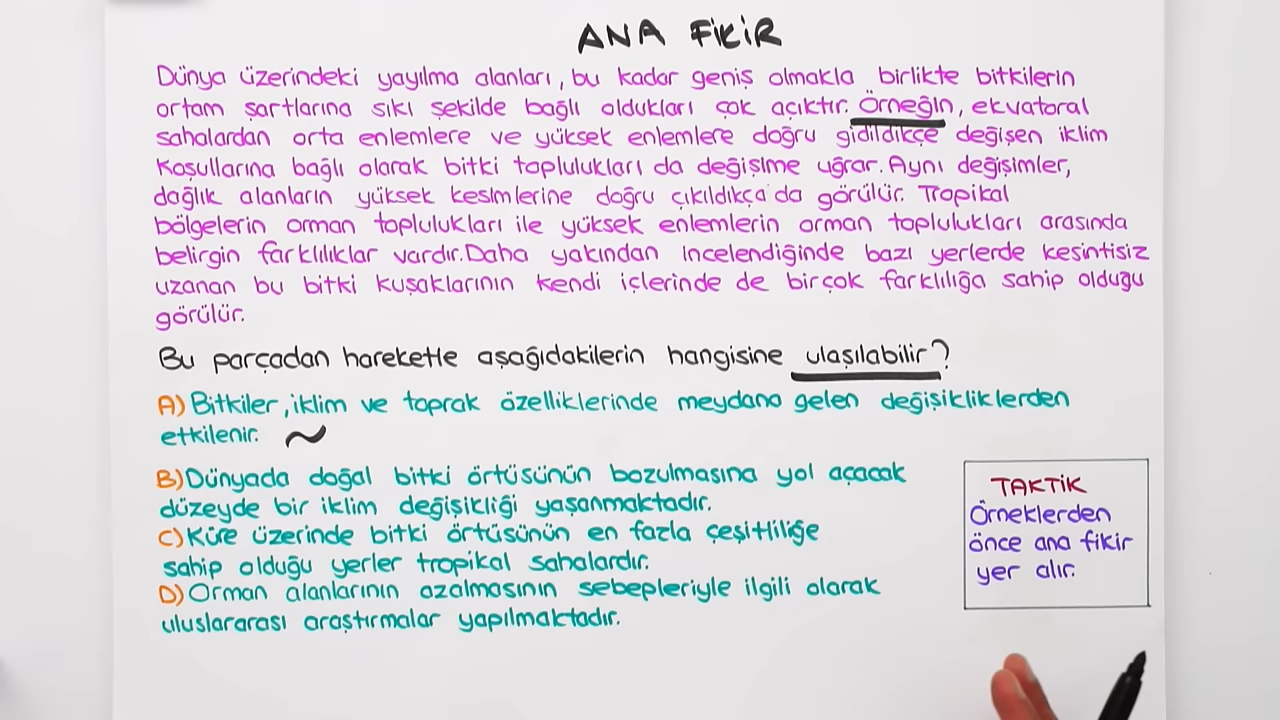 ANA FİKİR
Dünya üzerindeki yayılma alanları, bu kadar geniş olmakla birlikte bitkilerin
ortam şartlarına sıkı şekilde bağlı oldukları çok açıktır. Örneğin, ekvatoral
sahalardan orta enlemlere ve yüksek enlemlere doğru gidildikçe değişen iklim
koşullarına bağlı olarak bitki toplulukları da değişime uğrar. Aynı değişimler,
dağlık alanların yüksek kesimlerine doğru çıkıldıkça da görülür. Tropikal
bölgelerin orman toplulukları ile yüksek enlemlerin orman toplulukları arasında
belirgin farklılıklar vardır. Daha yakından incelendiğinde bazı yerlerde kesintisiz
uzanan bu bitki kuşaklarının kendi içlerinde de birçok farklılığa sahip olduğu
görülür.
Bu parçadan hareketle aşağıdakilerin hangisine ulaşılabilir?
A) Bitkiler, iklim ve toprak özelliklerinde meydana gelen değişikliklerden
etkilenir.
B) Dünyada doğal bitki örtüsünün bozulmasına yol açacak
düzeyde bir iklim değişikliği yaşanmaktadır.
C) Küre üzerinde bitki örtüsünün en fazla çeşitliliğe
sahip olduğu yerler tropikal sahalardır.
D) Orman alanlarının azalmasının sebepleriyle ilgili olarak
uluslararası araştırmalar yapılmaktadır.
TAKTİK
Örneklerden
önce ana fikir
yer alır.